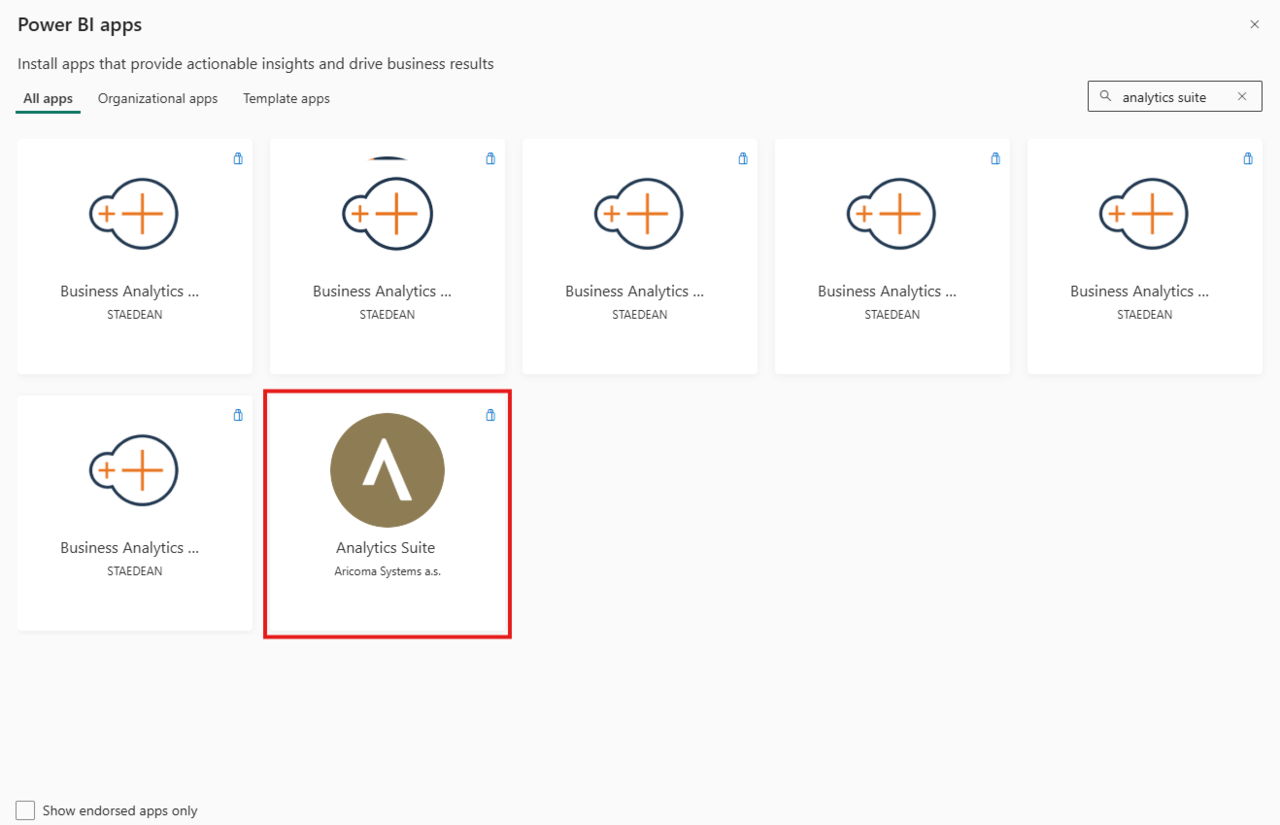 Power BI apps
Install apps that provide actionable insights and drive business results
All apps Organizational apps Template apps
analytics suite
Business Analytics ... Business Analytics ... Business Analytics ... Business Analytics ... Business Analytics ...
STAEDEAN STAEDEAN STAEDEAN STAEDEAN STAEDEAN
Business Analytics ... Analytics Suite
STAEDEAN Aricoma Systems a.s.
Show endorsed apps only